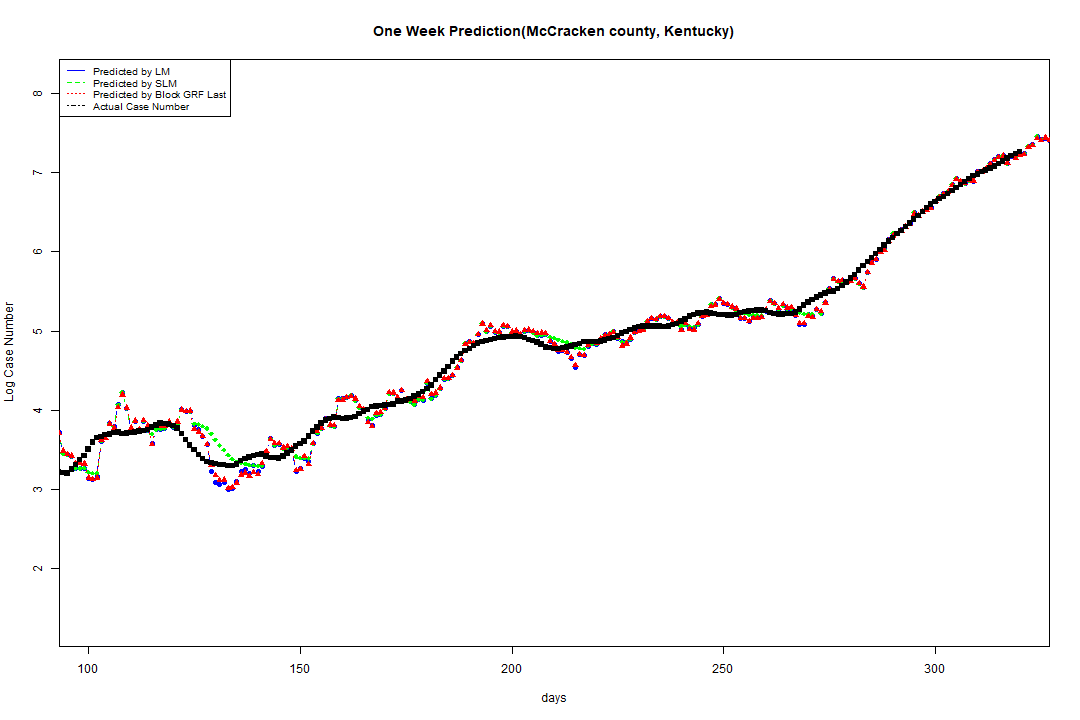 One Week Prediction(McCracken county, Kentucky)
Predicted by LM
Predicted by SLM
Predicted by Block GRF Last
Actual Case Number
8
7
6
5
4
3
2
Log Case Number
100 150 200 250 300
days